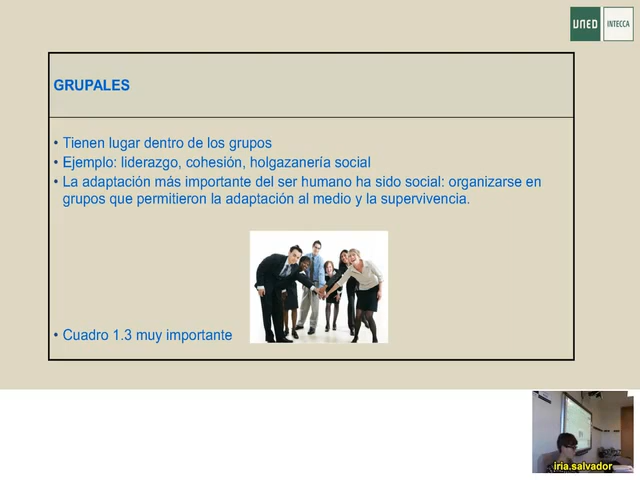 UNED
INTECCA
GRUPALES
• Tienen lugar dentro de los grupos
• Ejemplo: liderazgo, cohesión, holgazanería social
• La adaptación más importante del ser humano ha sido social: organizarse en
grupos que permitieron la adaptación al medio y la supervivencia.
• Cuadro 1.3 muy importante
iria.salvador